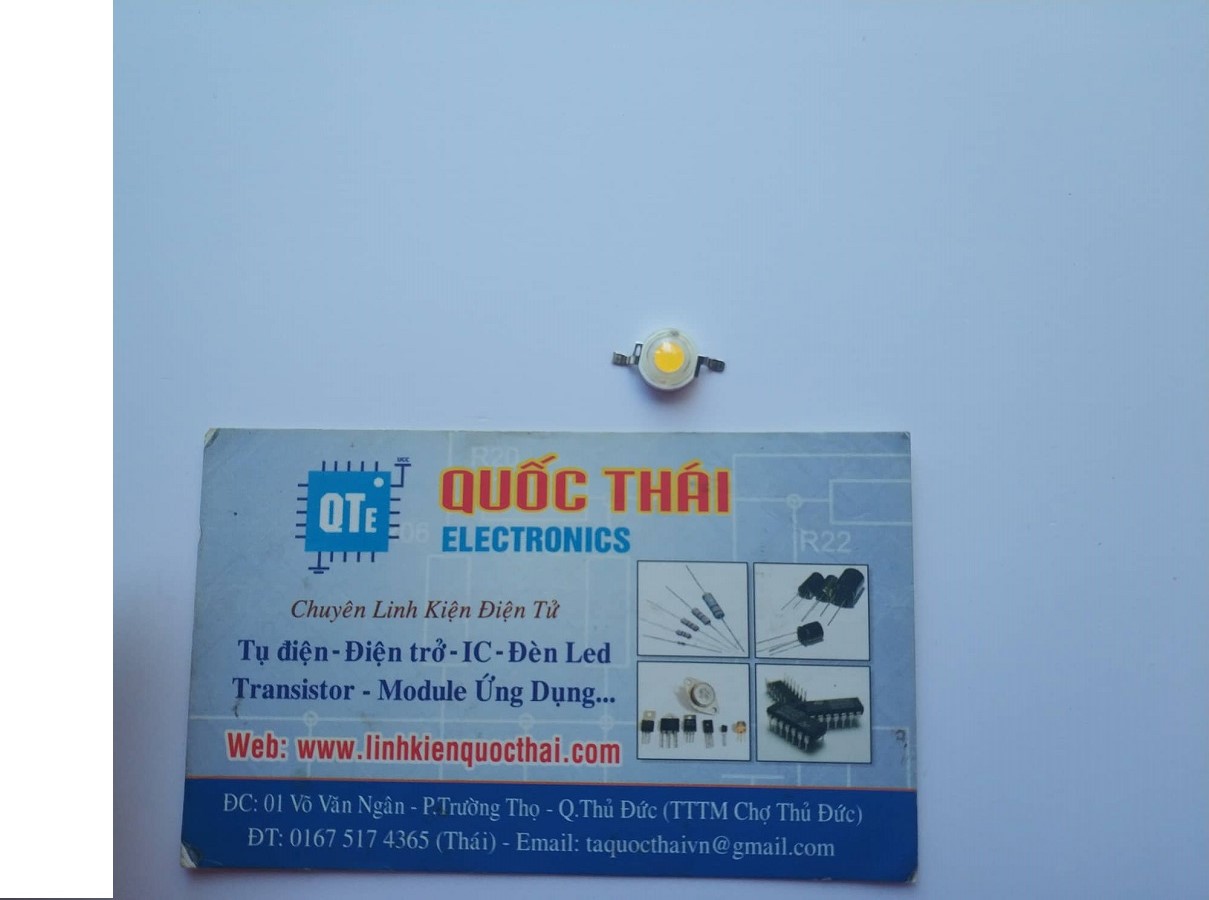 R20
UCC
QTE
QUỐC THÁI
06
ELECTRONICS
R22
Chuyên Linh Kiện Điện Tử
Tụ điện-Điện trở-IC-Đèn Led
Transistor - Module Ứng Dụng...
Web: www.linhkienquocthai.com
ĐC: 01 Võ Văn Ngân - P.Trường Thọ - Q.Thủ Đức (TTTM Chợ Thủ Đức)
ĐT: 0167 517 4365 (Thái) - Email: taquocthaivn@gmail.com